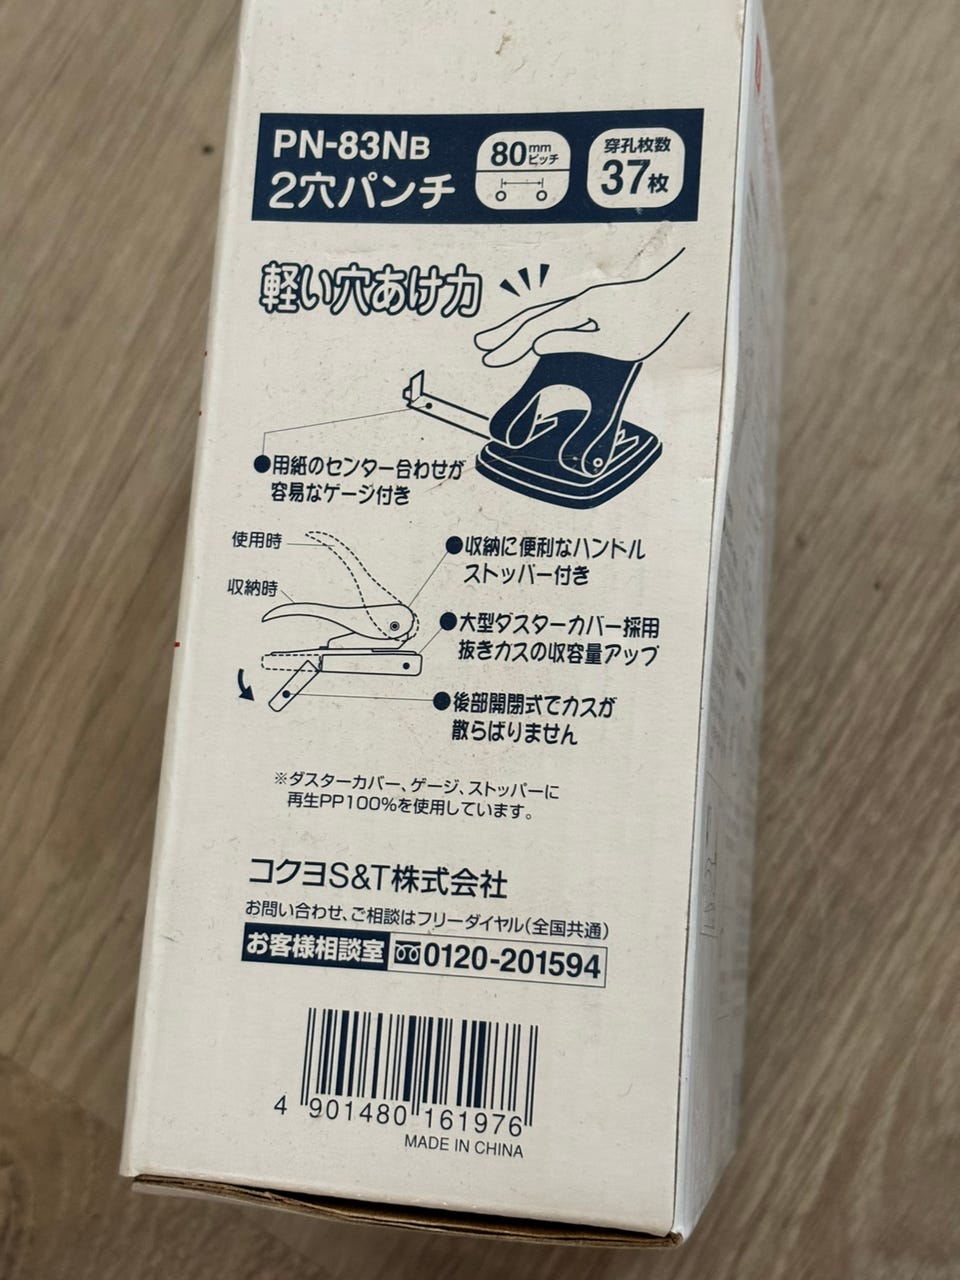 PN-83NB
2穴パンチ
80mmピッチ
穿孔枚数
37枚
軽い穴あけ力
●用紙のセンター合わせが
容易なゲージ付き
使用時
収納時
●収納に便利なハンドル
ストッパー付き
●大型ダスターカバー採用
抜きカスの収容量アップ
●後部開閉式でカスが
散らばりません
※ダスターカバー、ゲージ、ストッパーに
再生PP100%を使用しています。
コクヨS&T株式会社
お問い合わせ、ご相談はフリーダイヤル(全国共通)
お客様相談室 0120-201594
4 901480 161976
MADE IN CHINA